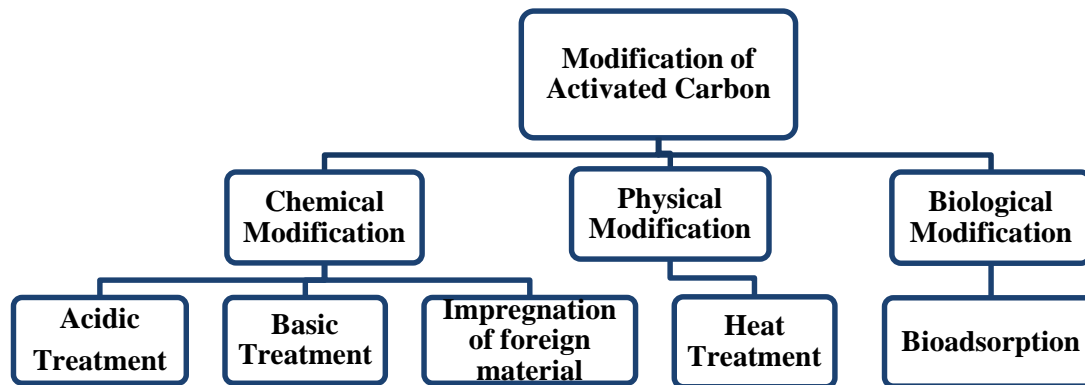 Modification of
Activated Carbon
Chemical
Modification
Physical
Modification
Biological
Modification
Acidic
Treatment
Basic
Treatment
Impregnation
of foreign
material
Heat
Treatment
Bioadsorption